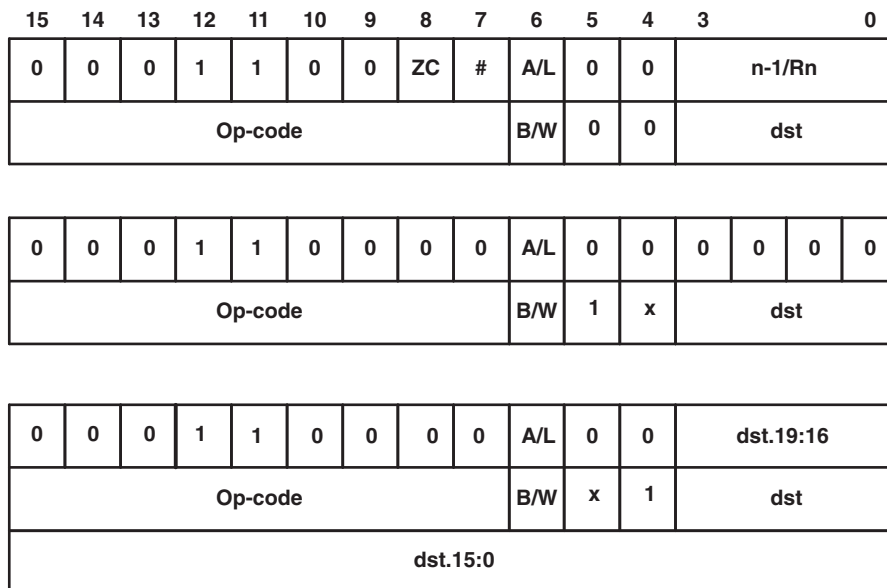 15 14 13 12 11 10 9 8 7 6 5 4 3 0
0 0 0 1 1 0 0 ZC # A/L 0 0 n-1/Rn
Op-code B/W 0 0 dst
0 0 0 1 1 0 0 0 0 A/L 0 0 0 0 0 0
Op-code B/W 1 x dst
0 0 0 1 1 0 0 0 0 A/L 0 0 dst.19:16
Op-code B/W x 1 dst
dst.15:0